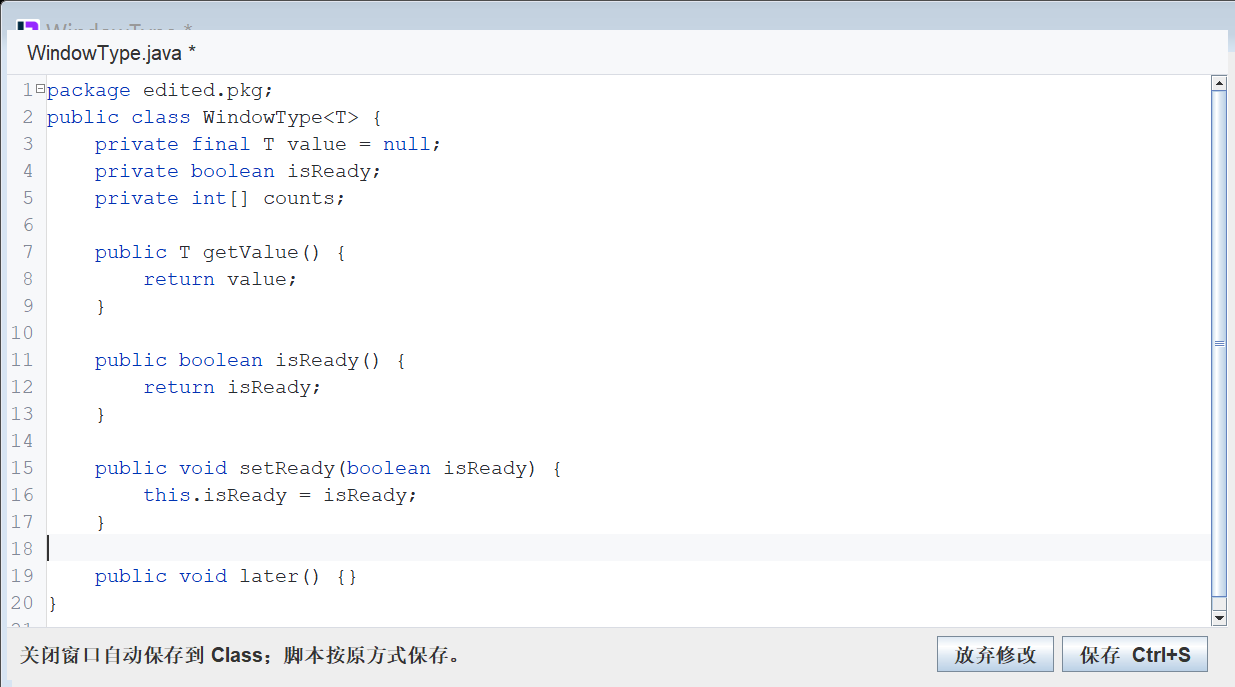 WindowType.java *
1 package edited.pkg;
2 public class WindowType<T> {
3     private final T value = null;
4     private boolean isReady;
5     private int[] counts;
6
7     public T getValue() {
8         return value;
9     }
10
11     public boolean isReady() {
12         return isReady;
13     }
14
15     public void setReady(boolean isReady) {
16         this.isReady = isReady;
17     }
18
19     public void later() {}
20 }
关闭窗口自动保存到 Class；脚本按原方式保存。
放弃修改
保存 Ctrl+S